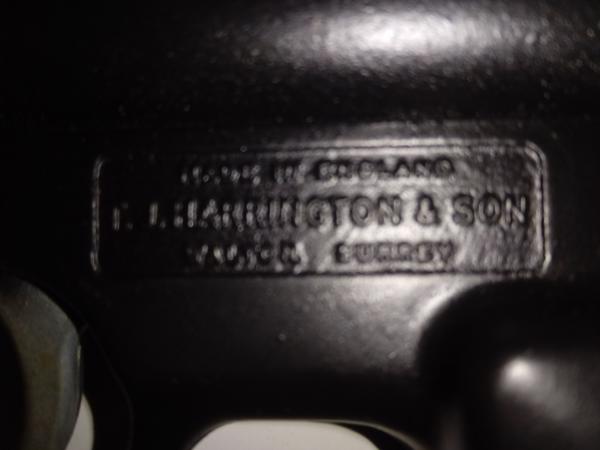 MADE IN ENGLAND
T. J. HARRINGTON & SON
SURREY